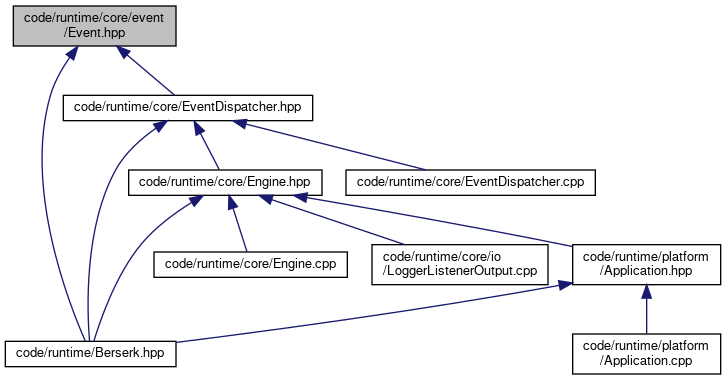 code/runtime/core/event
/Event.hpp
code/runtime/core/EventDispatcher.hpp
code/runtime/core/Engine.hpp
code/runtime/core/EventDispatcher.cpp
code/runtime/core/Engine.cpp
code/runtime/core/io
/LoggerListenerOutput.cpp
code/runtime/platform
/Application.hpp
code/runtime/Berserk.hpp
code/runtime/platform
/Application.cpp